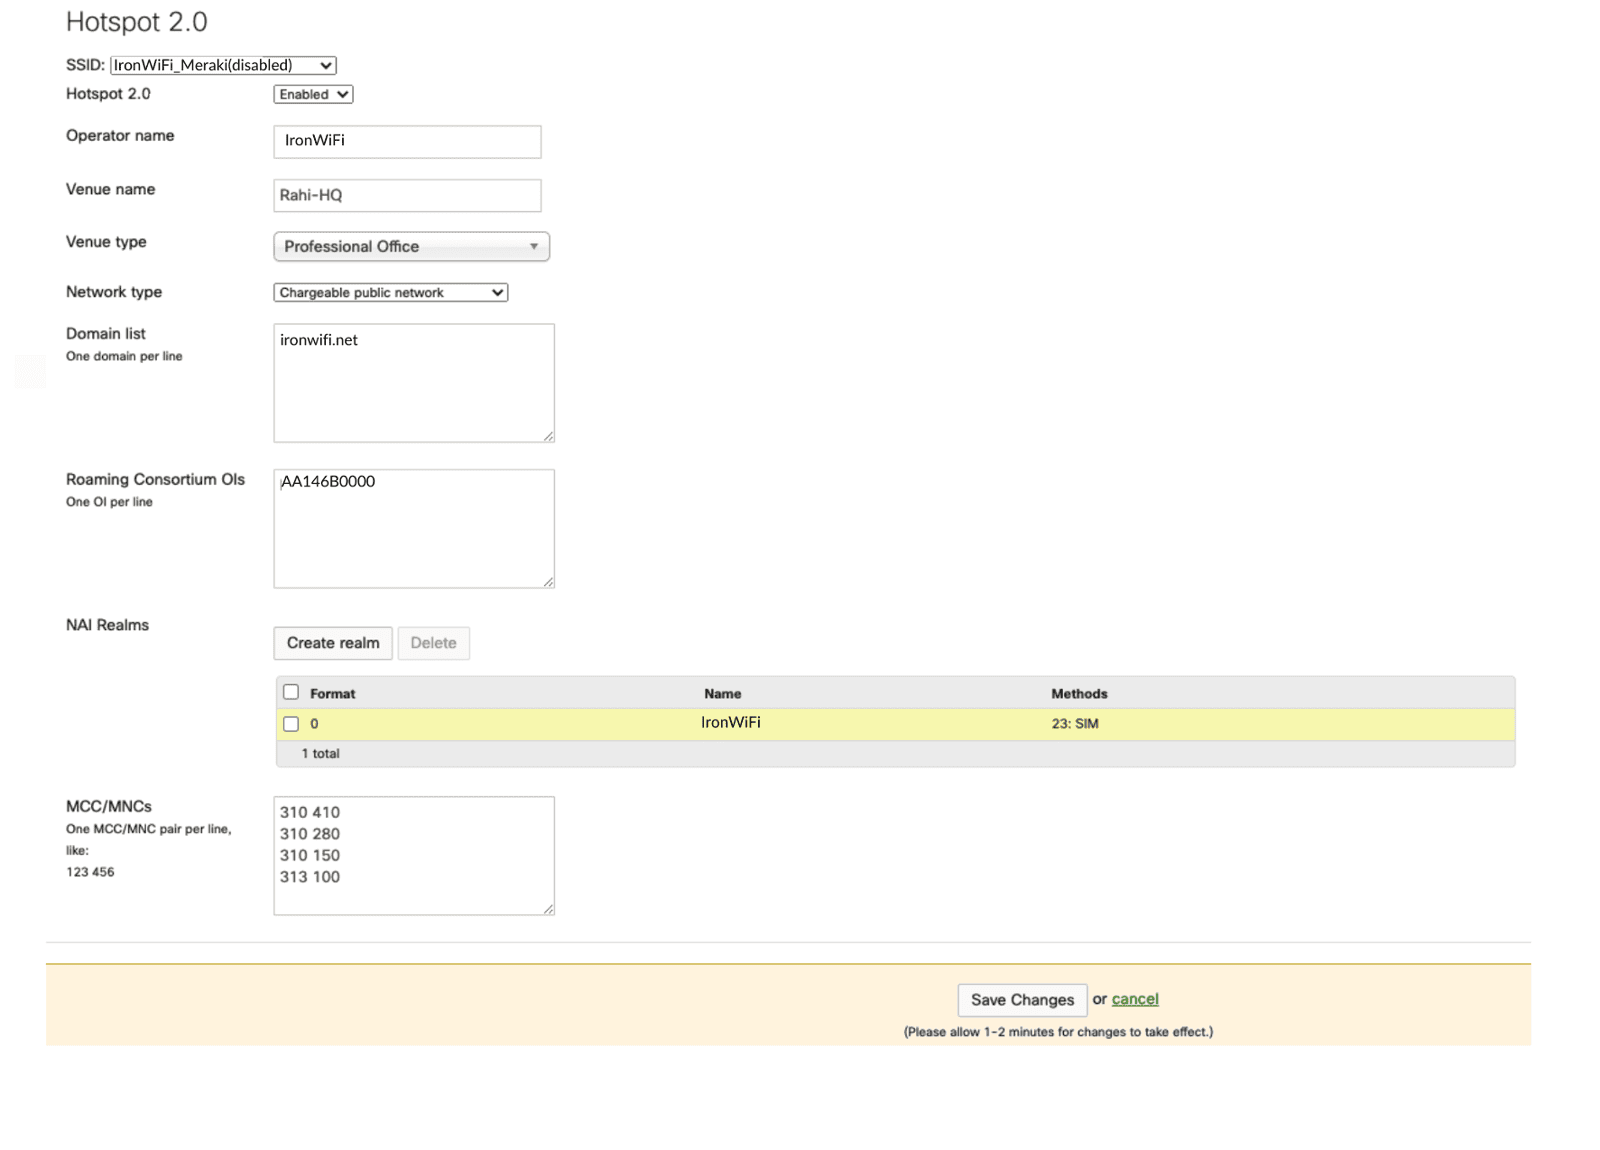 Hotspot 2.0
SSID: IronWiFi_Meraki(disabled)
Hotspot 2.0 Enabled
Operator name IronWiFi
Venue name Rahi-HQ
Venue type Professional Office
Network type Chargeable public network
Domain list ironwifi.net
One domain per line
Roaming Consortium OIs AA146B0000
One OI per line
NAI Realms
Create realm Delete
Format Name Methods
0 IronWiFi 23: SIM
1 total
MCC/MNCs
One MCC/MNC pair per line,
like:
123 456
310 410
310 280
310 150
313 100
Save Changes or cancel
(Please allow 1-2 minutes for changes to take effect.)